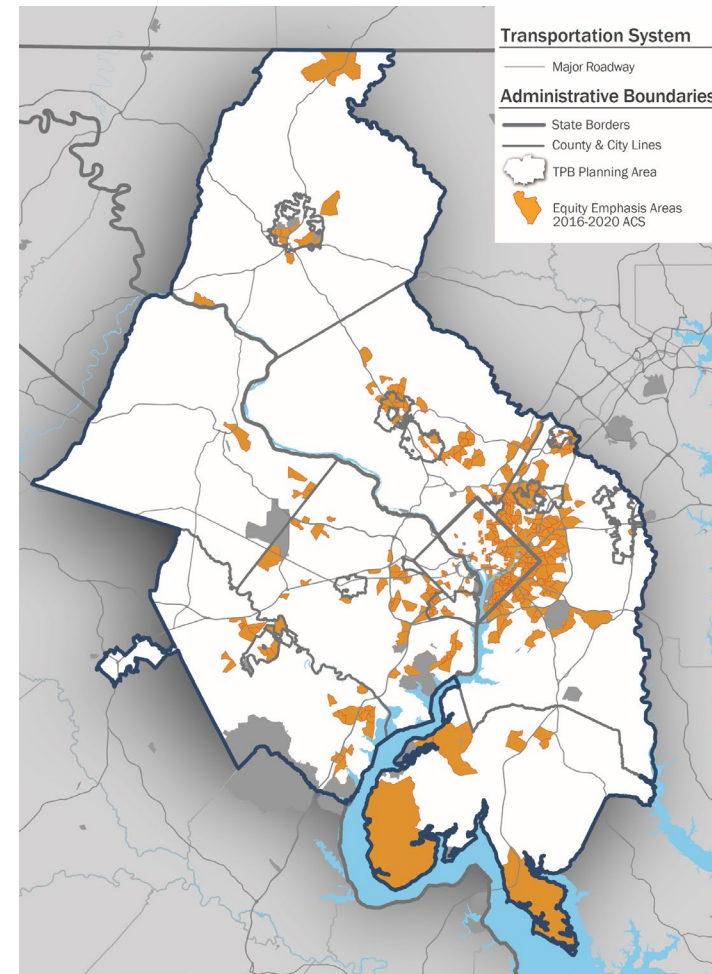 Transportation System
Major Roadway
Administrative Boundaries
State Borders
County & City Lines
TPB Planning Area
Equity Emphasis Areas
2016-2020 ACS